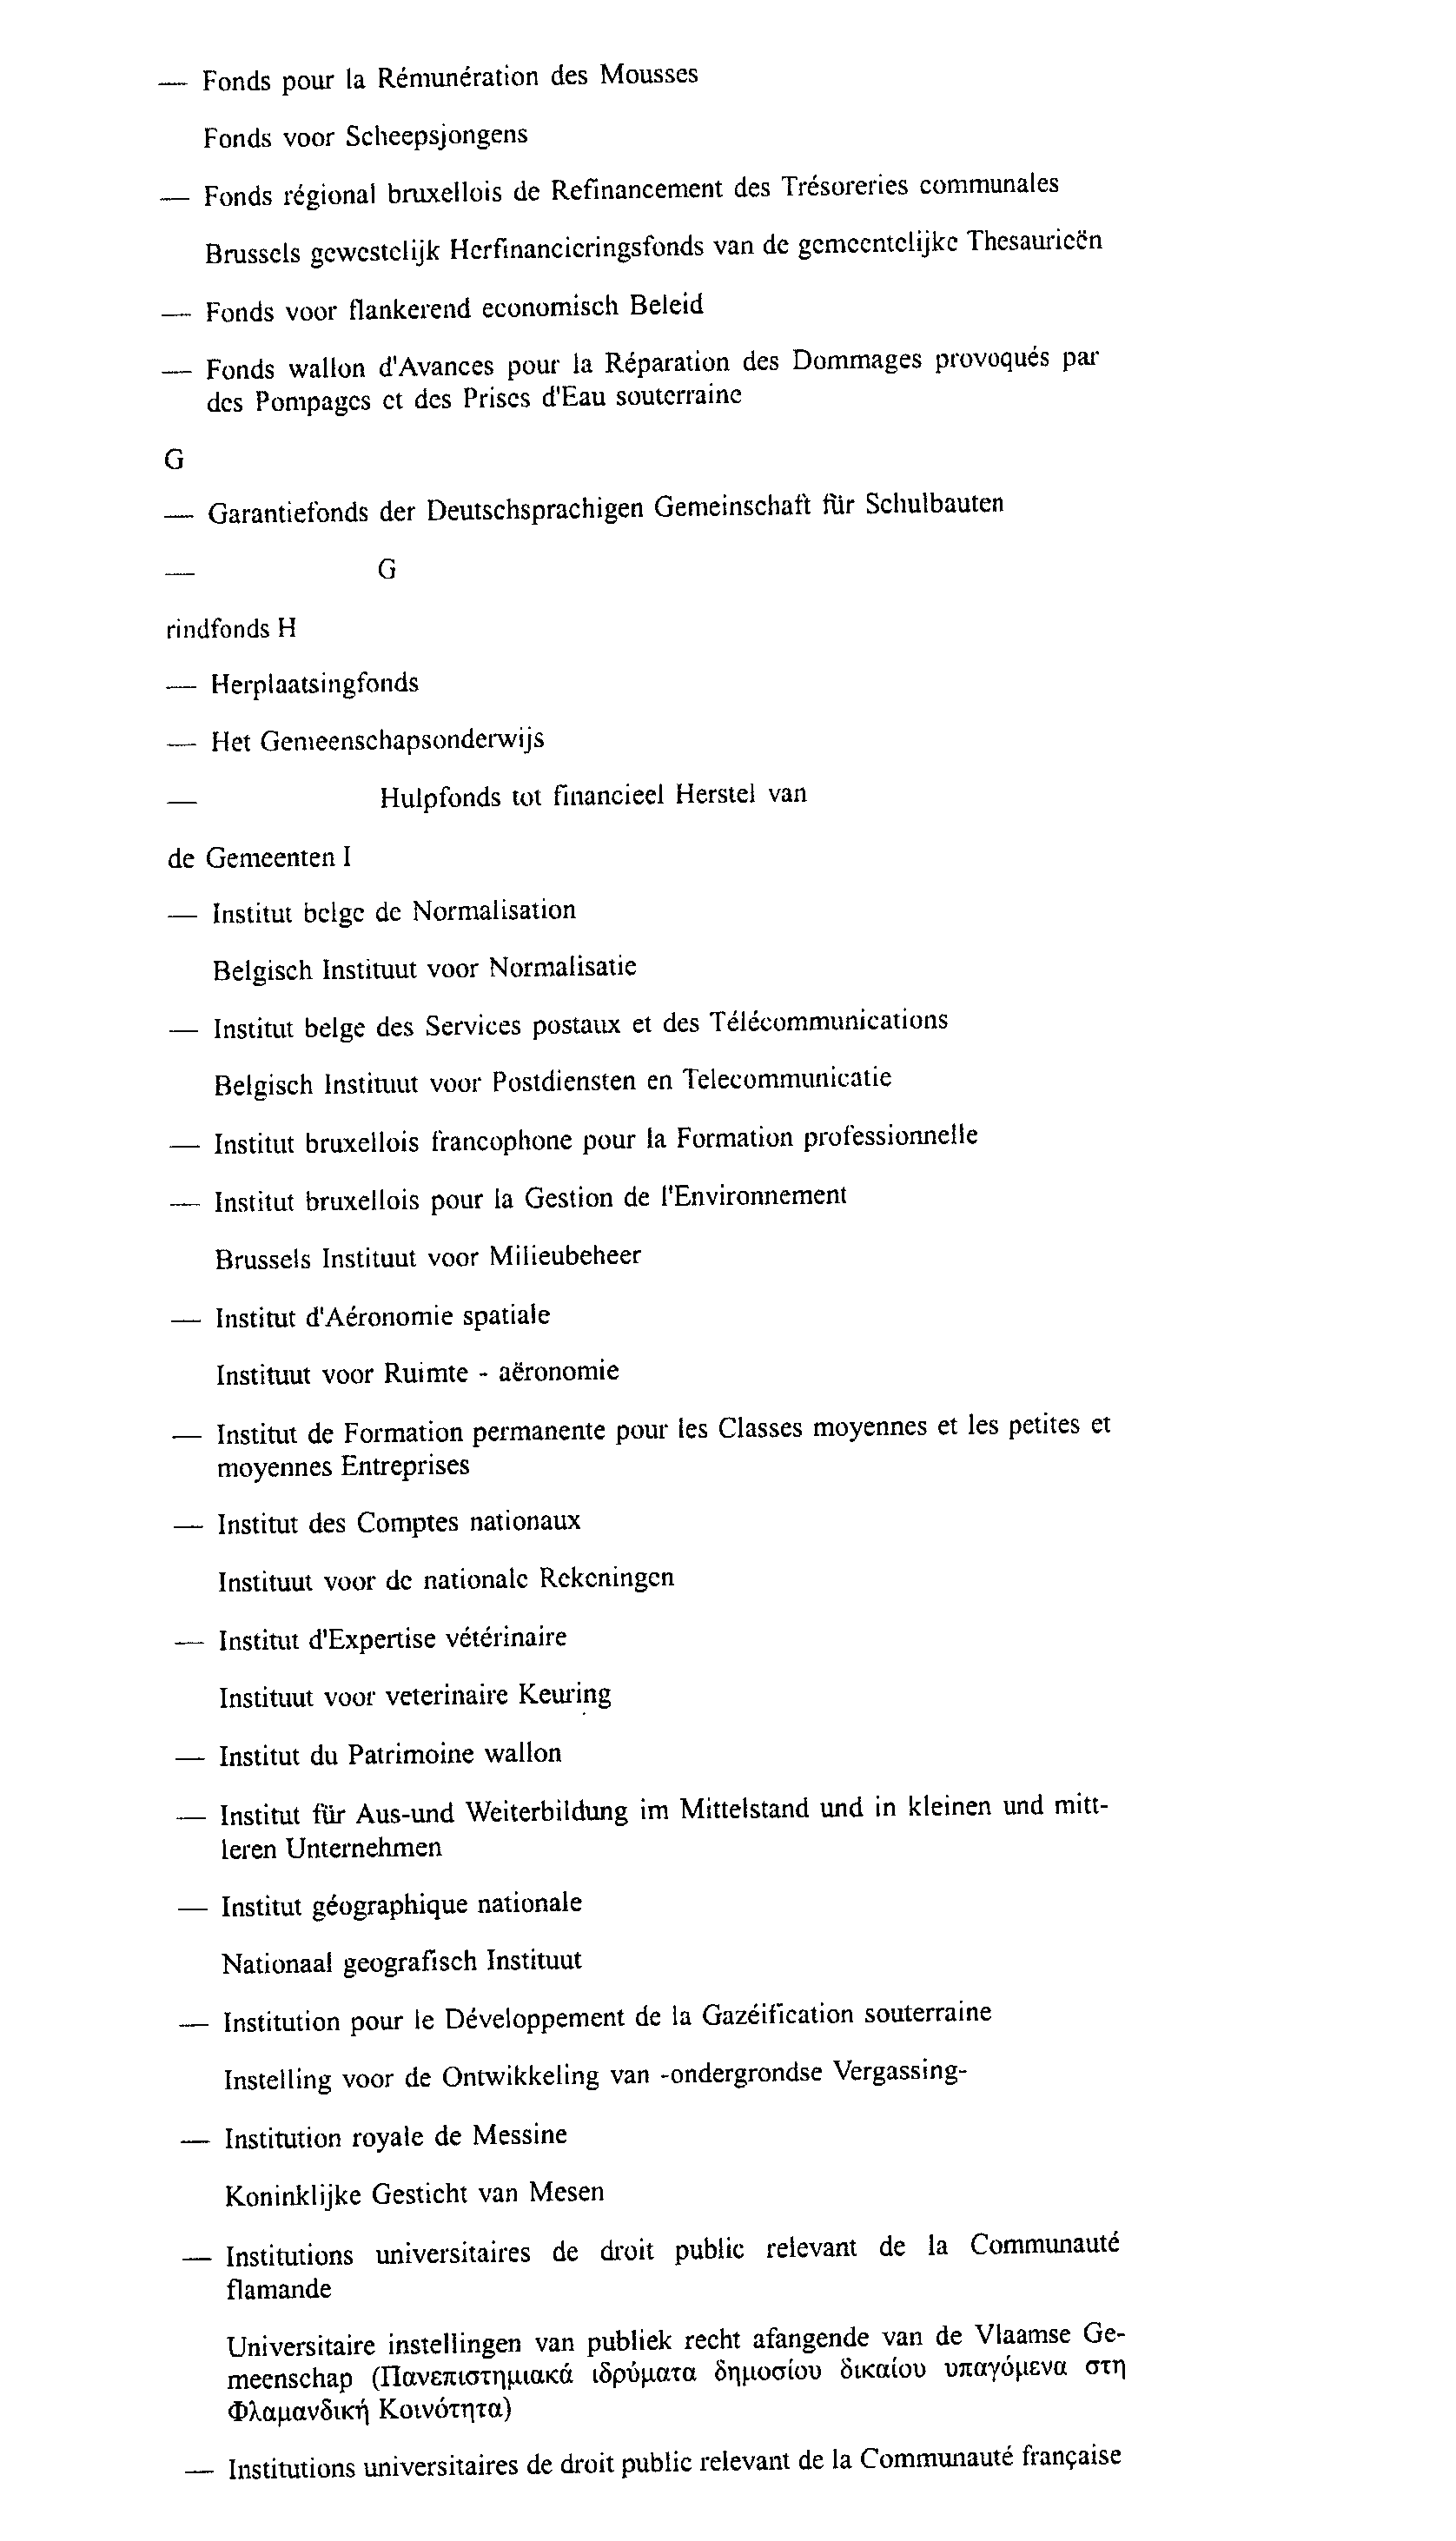 — Fonds pour la Rémunération des Mousses
Fonds voor Scheepsjongens
— Fonds régional bruxellois de Refinancement des Trésoreries communales
Brussels gewestelijk Herfinancieringsfonds van de gemeentelijke Thesaurieën
— Fonds voor flankerend economisch Beleid
— Fonds wallon d'Avances pour la Réparation des Dommages provoqués par
des Pompages et des Prises d'Eau souterraine
G
— Garantiefonds der Deutschsprachigen Gemeinschaft für Schulbauten
— G
rindfonds H
— Herplaatsingfonds
— Het Gemeenschapsonderwijs
— Hulpfonds tot financieel Herstel van
de Gemeenten I
— Institut belge de Normalisation
Belgisch Instituut voor Normalisatie
— Institut belge des Services postaux et des Télécommunications
Belgisch Instituut voor Postdiensten en Telecommunicatie
— Institut bruxellois francophone pour la Formation professionnelle
— Institut bruxellois pour la Gestion de l'Environnement
Brussels Instituut voor Milieubeheer
— Institut d'Aéronomie spatiale
Instituut voor Ruimte - aëronomie
— Institut de Formation permanente pour les Classes moyennes et les petites et
moyennes Entreprises
— Institut des Comptes nationaux
Instituut voor de nationale Rekeningen
— Institut d'Expertise vétérinaire
Instituut voor veterinaire Keuring
— Institut du Patrimoine wallon
— Institut für Aus-und Weiterbildung im Mittelstand und in kleinen und mitt-
leren Unternehmen
— Institut géographique nationale
Nationaal geografisch Instituut
— Institution pour le Développement de la Gazéification souterraine
Instelling voor de Ontwikkeling van -ondergrondse Vergassing-
— Institution royale de Messine
Koninklijke Gesticht van Mesen
— Institutions universitaires de droit public relevant de la Communauté
flamande
Universitaire instellingen van publiek recht afangende van de Vlaamse Ge-
meenschap (Πανεπιστημιακά ιδρύματα δημοσίου δικαίου υπαγόμενα στη
Φλαμανδική Κοινότητα)
— Institutions universitaires de droit public relevant de la Communauté française